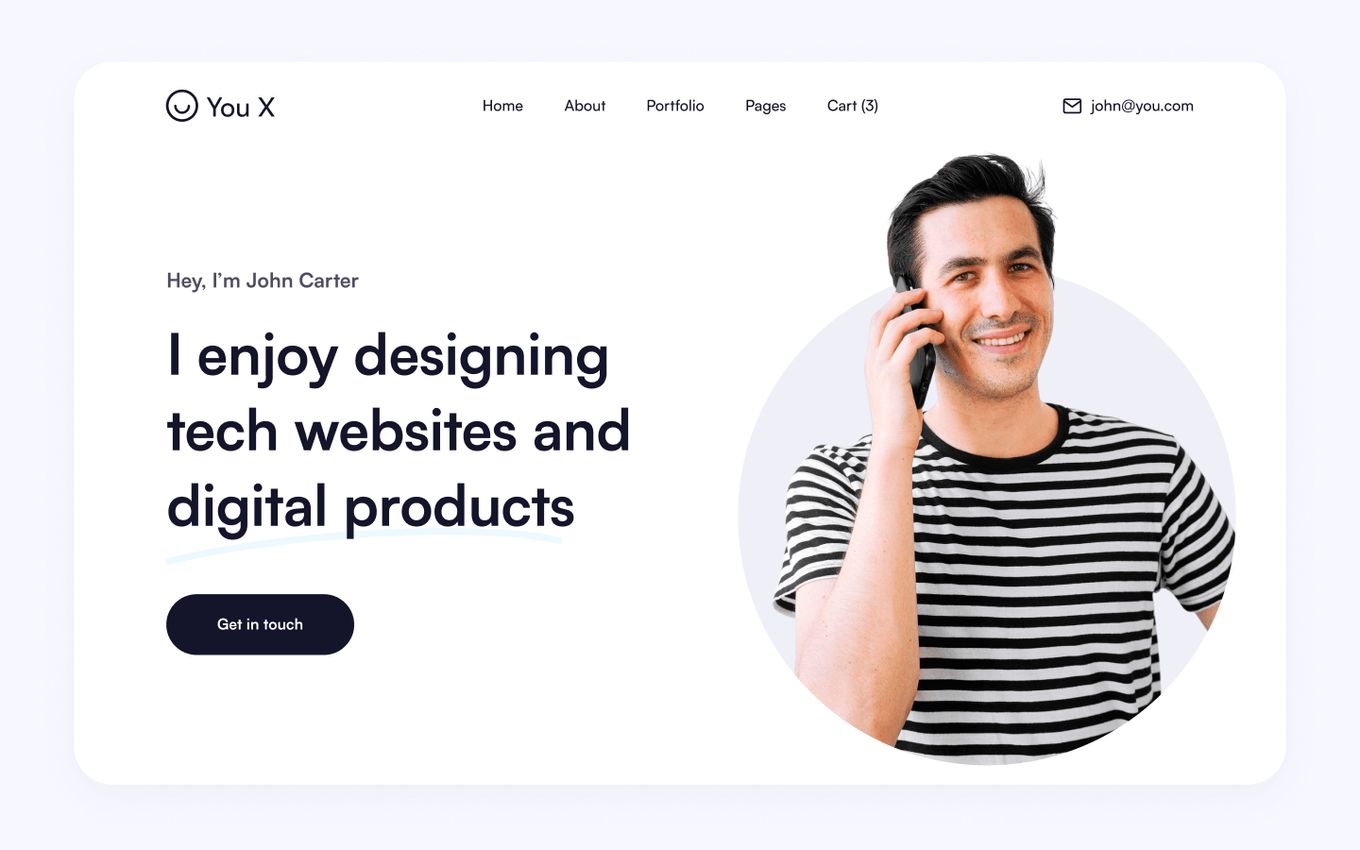 You X
Home About Portfolio Pages Cart (3)
john@you.com
Hey, I’m John Carter
I enjoy designing
tech websites and
digital products
Get in touch